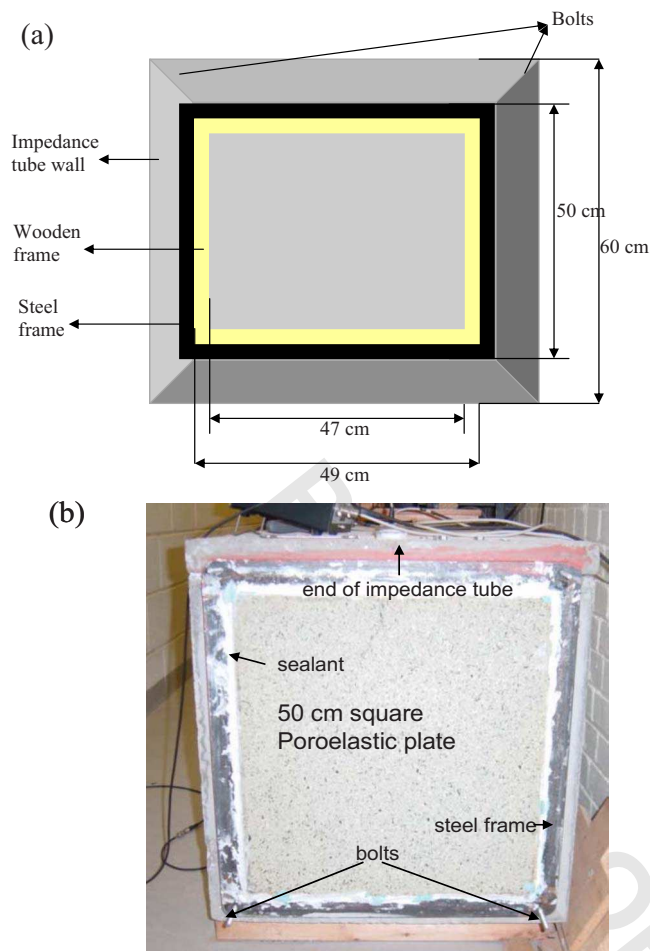 (a)
Bolts
Impedance
tube wall
Wooden
frame
Steel
frame
50 cm
60 cm
47 cm
49 cm
(b)
end of impedance tube
sealant
50 cm square
Poroelastic plate
steel frame
bolts